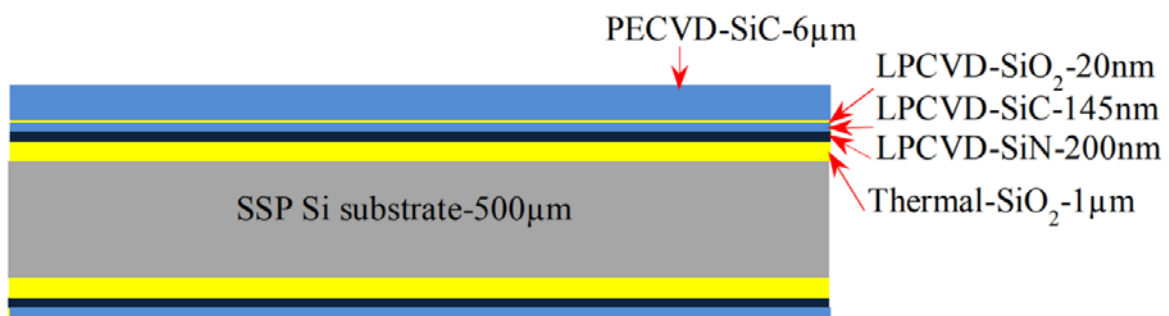 PECVD-SiC-6µm
LPCVD-SiO₂-20nm
LPCVD-SiC-145nm
LPCVD-SiN-200nm
Thermal-SiO₂-1µm
SSP Si substrate-500µm